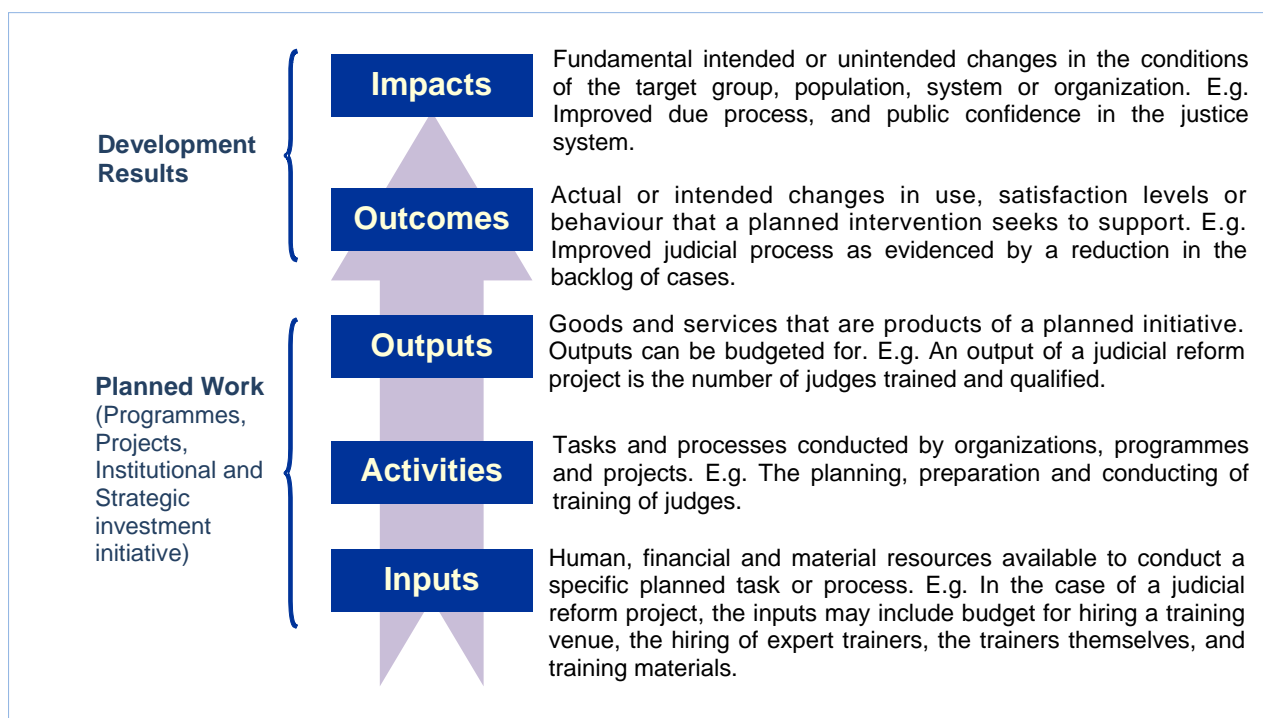 Development
Results
Impacts
Fundamental intended or unintended changes in the conditions
of the target group, population, system or organization. E.g.
Improved due process, and public confidence in the justice
system.
Outcomes
Actual or intended changes in use, satisfaction levels or
behaviour that a planned intervention seeks to support. E.g.
Improved judicial process as evidenced by a reduction in the
backlog of cases.
Planned Work
(Programmes,
Projects,
Institutional and
Strategic
investment
initiative)
Outputs
Goods and services that are products of a planned initiative.
Outputs can be budgeted for. E.g. An output of a judicial reform
project is the number of judges trained and qualified.
Activities
Tasks and processes conducted by organizations, programmes
and projects. E.g. The planning, preparation and conducting of
training of judges.
Inputs
Human, financial and material resources available to conduct a
specific planned task or process. E.g. In the case of a judicial
reform project, the inputs may include budget for hiring a training
venue, the hiring of expert trainers, the trainers themselves, and
training materials.